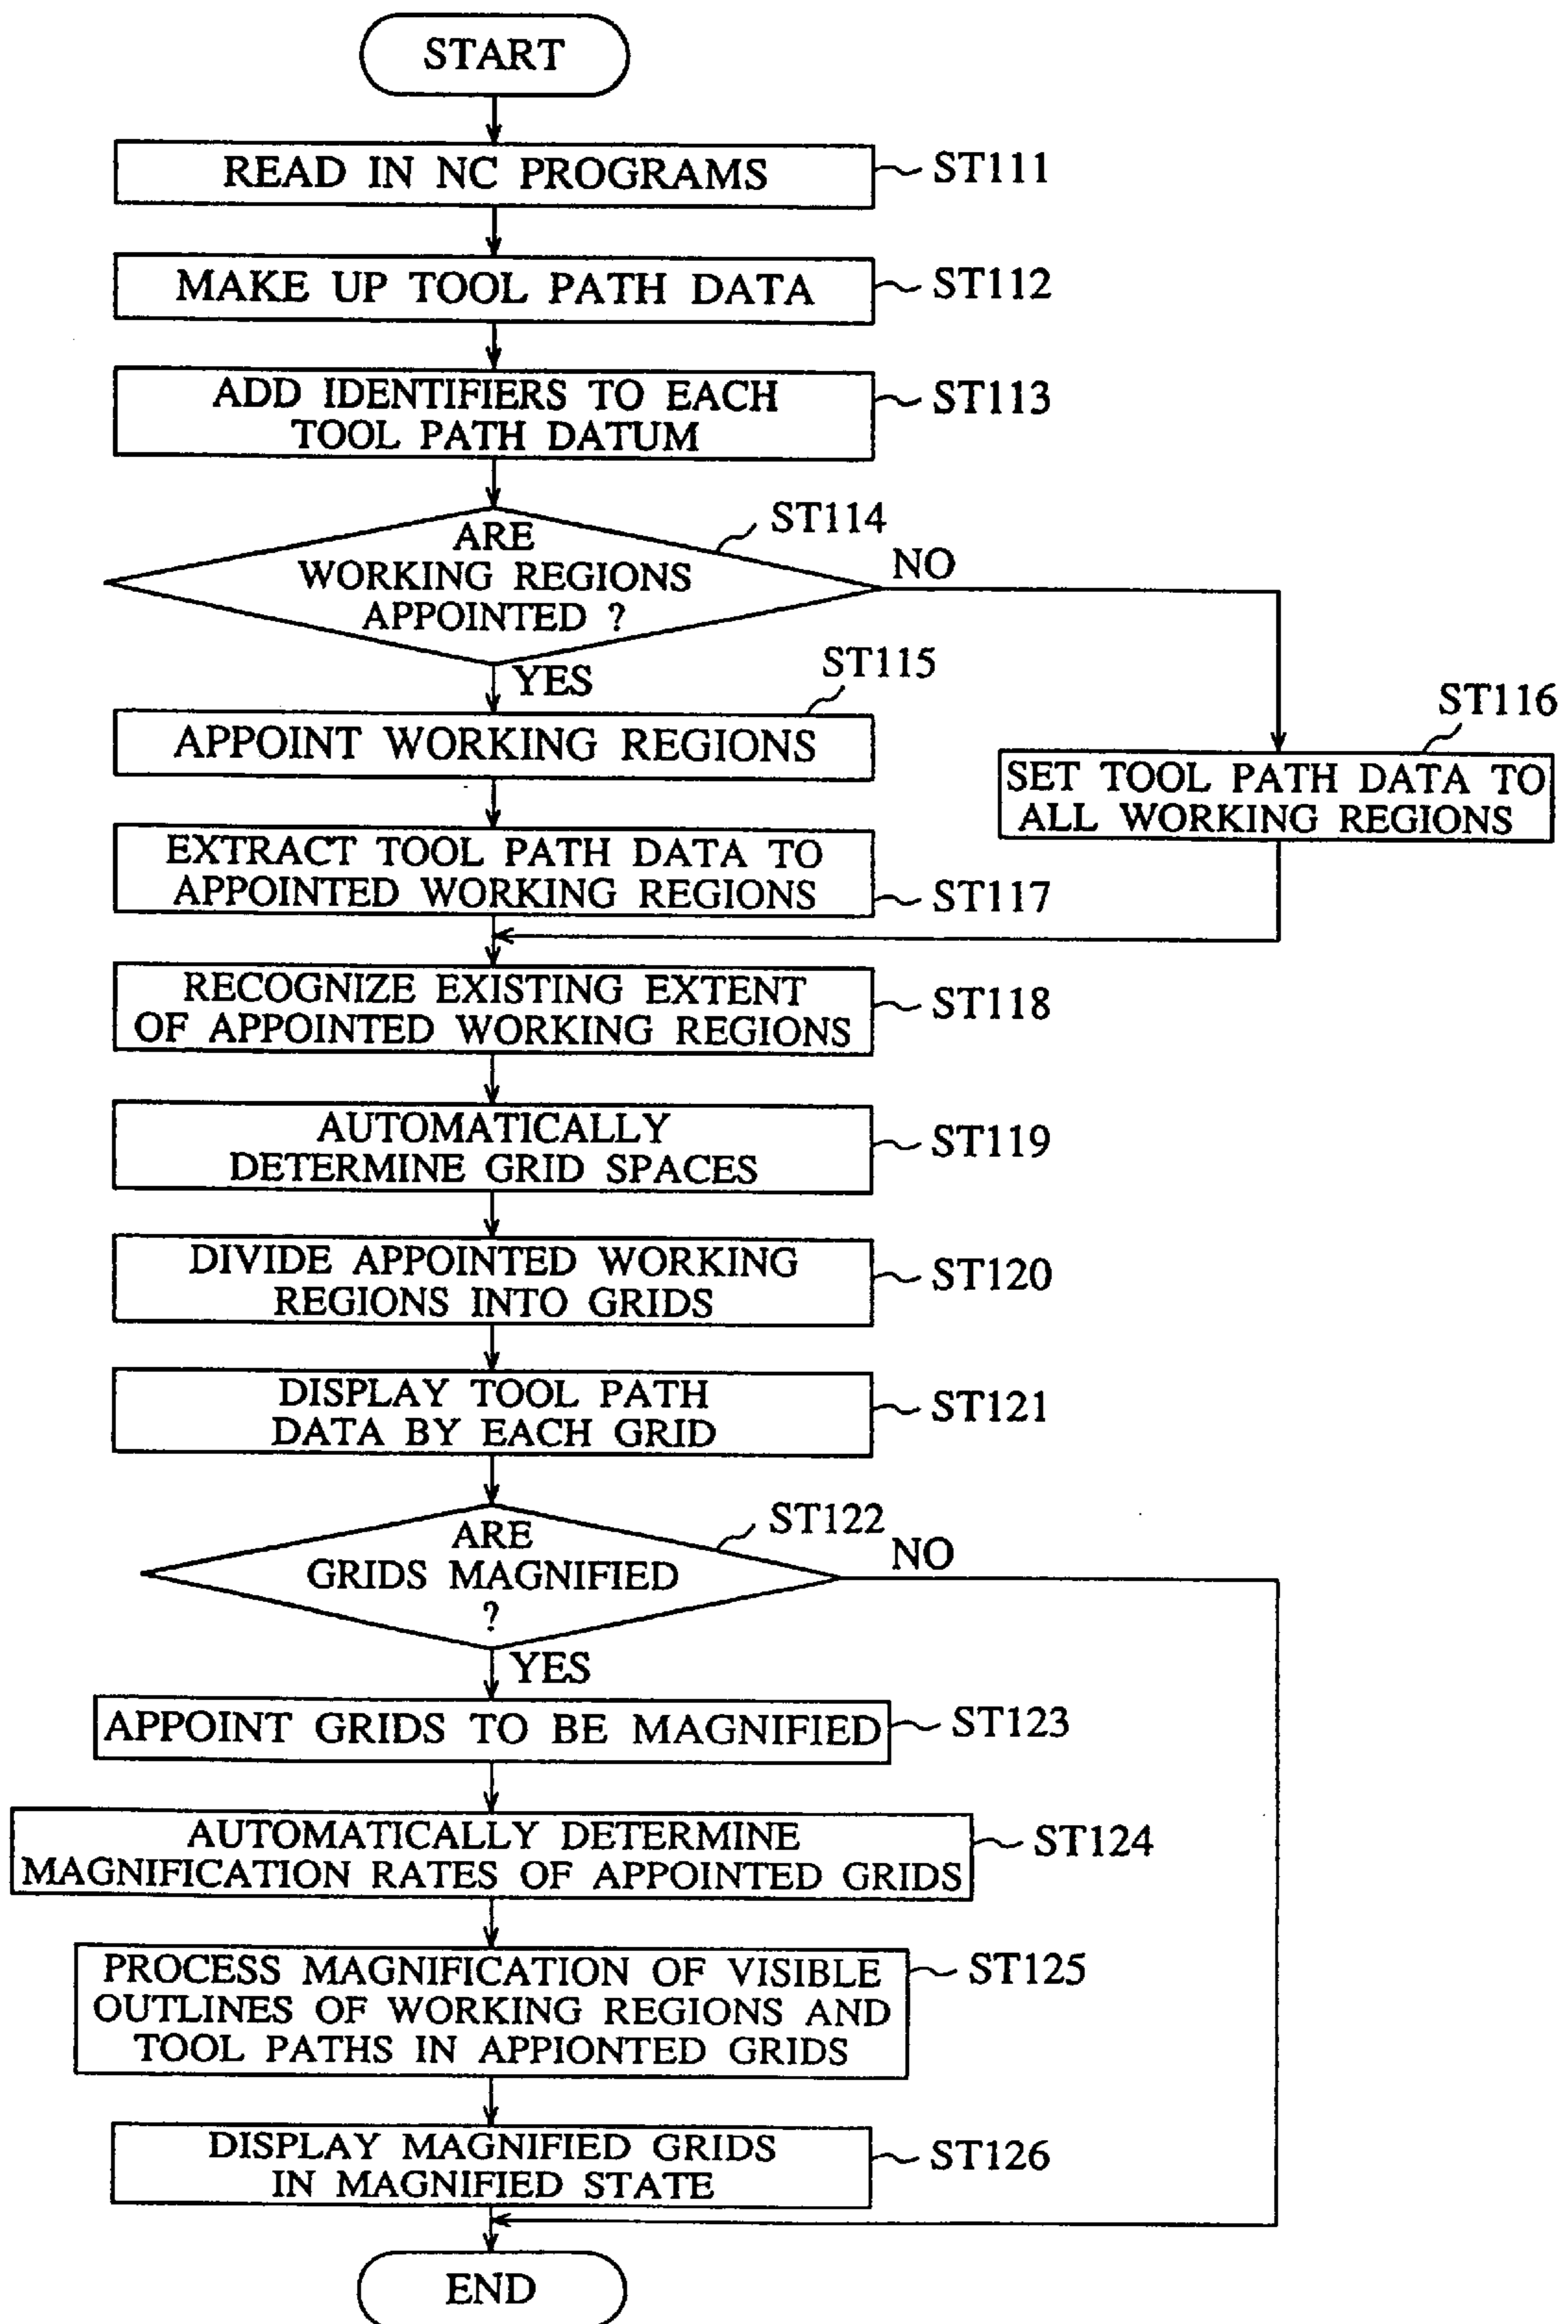 START
READ IN NC PROGRAMS
ST111
MAKE UP TOOL PATH DATA
ST112
ADD IDENTIFIERS TO EACH
TOOL PATH DATUM
ST113
ST114
ARE
WORKING REGIONS
APPOINTED ?
NO
YES
ST115
APPOINT WORKING REGIONS
ST116
SET TOOL PATH DATA TO
ALL WORKING REGIONS
EXTRACT TOOL PATH DATA TO
APPOINTED WORKING REGIONS
ST117
RECOGNIZE EXISTING EXTENT
OF APPOINTED WORKING REGIONS
ST118
AUTOMATICALLY
DETERMINE GRID SPACES
ST119
DIVIDE APPOINTED WORKING
REGIONS INTO GRIDS
ST120
DISPLAY TOOL PATH
DATA BY EACH GRID
ST121
ST122
ARE
GRIDS MAGNIFIED
?
NO
YES
APPOINT GRIDS TO BE MAGNIFIED
ST123
AUTOMATICALLY DETERMINE
MAGNIFICATION RATES OF APPOINTED GRIDS
ST124
PROCESS MAGNIFICATION OF VISIBLE
OUTLINES OF WORKING REGIONS AND
TOOL PATHS IN APPIONTED GRIDS
ST125
DISPLAY MAGNIFIED GRIDS
IN MAGNIFIED STATE
ST126
END